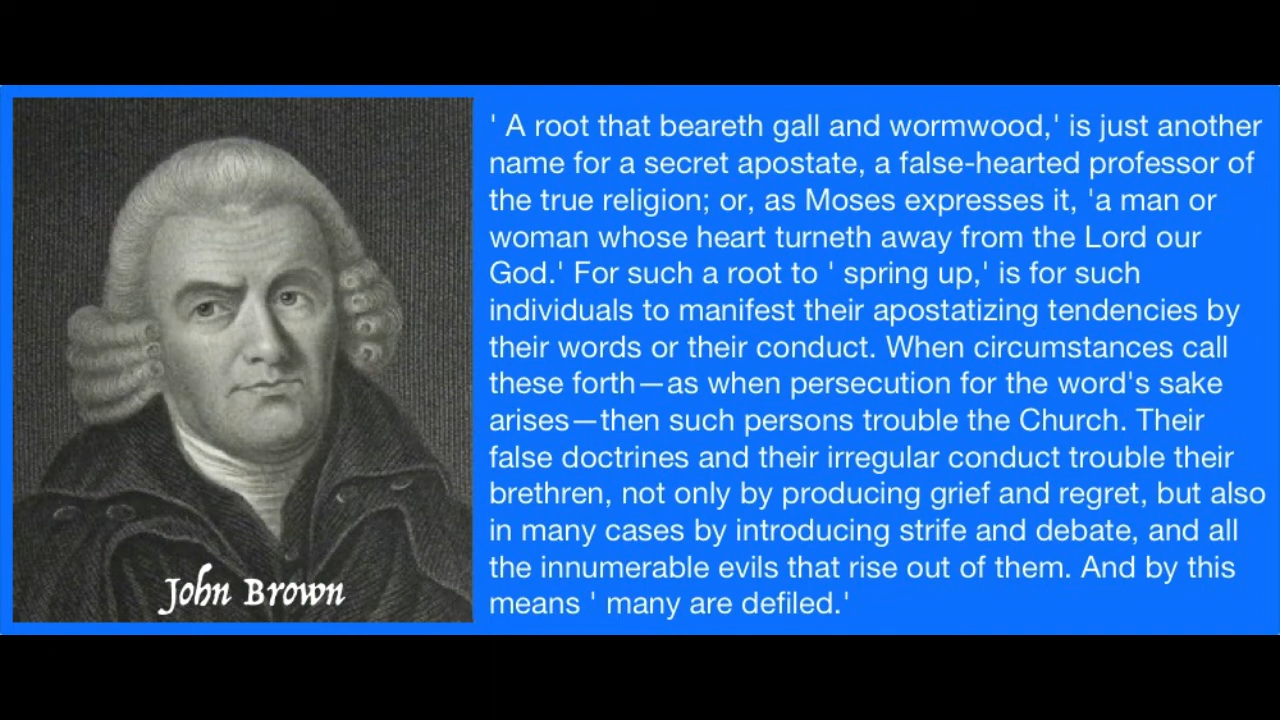 ' A root that beareth gall and wormwood,' is just another
name for a secret apostate, a false-hearted professor of
the true religion; or, as Moses expresses it, 'a man or
woman whose heart turneth away from the Lord our
God.' For such a root to ' spring up,' is for such
individuals to manifest their apostatizing tendencies by
their words or their conduct. When circumstances call
these forth—as when persecution for the word's sake
arises—then such persons trouble the Church. Their
false doctrines and their irregular conduct trouble their
brethren, not only by producing grief and regret, but also
in many cases by introducing strife and debate, and all
the innumerable evils that rise out of them. And by this
means ' many are defiled.'
John Brown